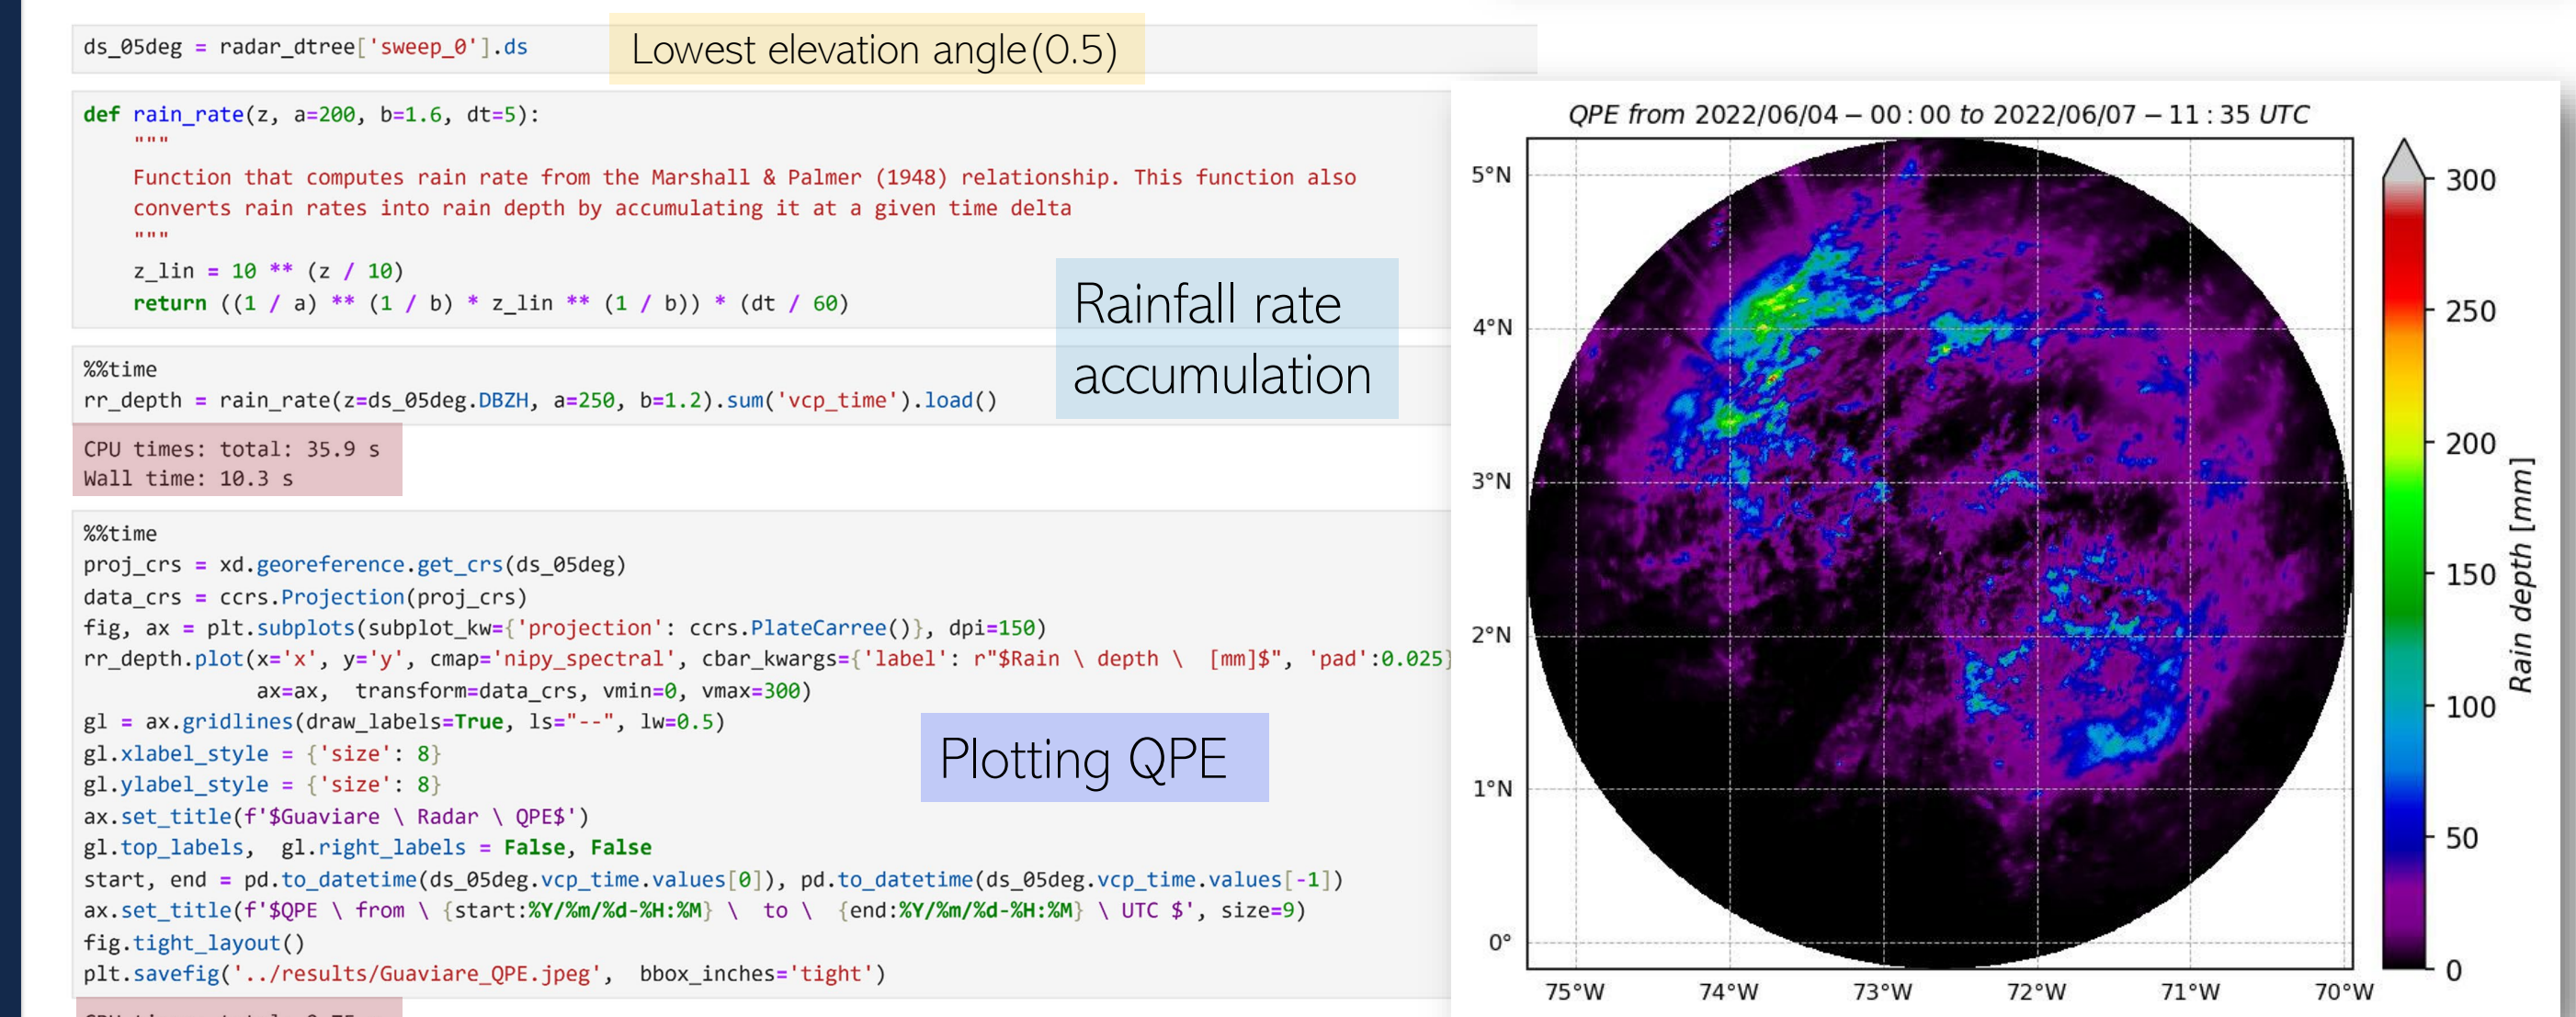 ds_05deg = radar_dtree['sweep_0'].ds
Lowest elevation angle(0.5)
def rain_rate(z, a=200, b=1.6, dt=5):
"""
Function that computes rain rate from the Marshall & Palmer (1948) relationship. This function also
converts rain rates into rain depth by accumulating it at a given time delta
"""
z_lin = 10 ** (z / 10)
return ((1 / a) ** (1 / b) * z_lin ** (1 / b)) * (dt / 60)
Rainfall rate
accumulation
%%time
rr_depth = rain_rate(z=ds_05deg.DBZH, a=250, b=1.2).sum('vcp_time').load()
CPU times: total: 35.9 s
Wall time: 10.3 s
%%time
proj_crs = xd.georeference.get_crs(ds_05deg)
data_crs = ccrs.Projection(proj_crs)
fig, ax = plt.subplots(subplot_kw={'projection': ccrs.PlateCarree()}, dpi=150)
rr_depth.plot(x='x', y='y', cmap='nipy_spectral', cbar_kwargs={'label': r"$Rain \ depth \  [mm]$", 'pad':0.025}
ax=ax,  transform=data_crs, vmin=0, vmax=300)
gl = ax.gridlines(draw_labels=True, ls="--", lw=0.5)
gl.xlabel_style = {'size': 8}
gl.ylabel_style = {'size': 8}
ax.set_title(f'$Guaviare \ Radar \ QPE$')
gl.top_labels,  gl.right_labels = False, False
start, end = pd.to_datetime(ds_05deg.vcp_time.values[0]), pd.to_datetime(ds_05deg.vcp_time.values[-1])
ax.set_title(f'$QPE \ from \ {start:%Y/%m/%d-%H:%M} \  to \  {end:%Y/%m/%d-%H:%M} \ UTC $', size=9)
fig.tight_layout()
plt.savefig('../results/Guaviare_QPE.jpeg',  bbox_inches='tight')
Plotting QPE
QPE from 2022/06/04 – 00 : 00 to 2022/06/07 – 11 : 35 UTC
5°N
4°N
3°N
2°N
1°N
0°
75°W
74°W
73°W
72°W
71°W
70°W
300
250
200
150
100
50
0
Rain depth [mm]